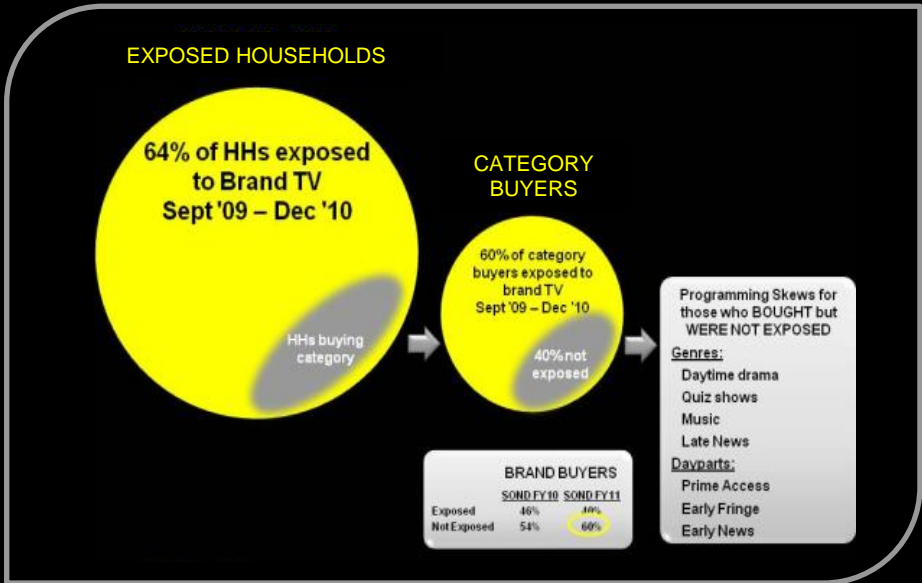 EXPOSED HOUSEHOLDS
64% of HHs exposed
to Brand TV
Sept '09 – Dec '10
HHs buying
category
CATEGORY
BUYERS
60% of category
buyers exposed to
brand TV
Sept '09 – Dec '10
40% not
exposed
Programming Skews for
those who BOUGHT but
WERE NOT EXPOSED
Genres:
Daytime drama
Quiz shows
Music
Late News
Dayparts:
Prime Access
Early Fringe
Early News
BRAND BUYERS
SOND FY10 SOND FY11
Exposed 46% 40%
Not Exposed 54% 60%